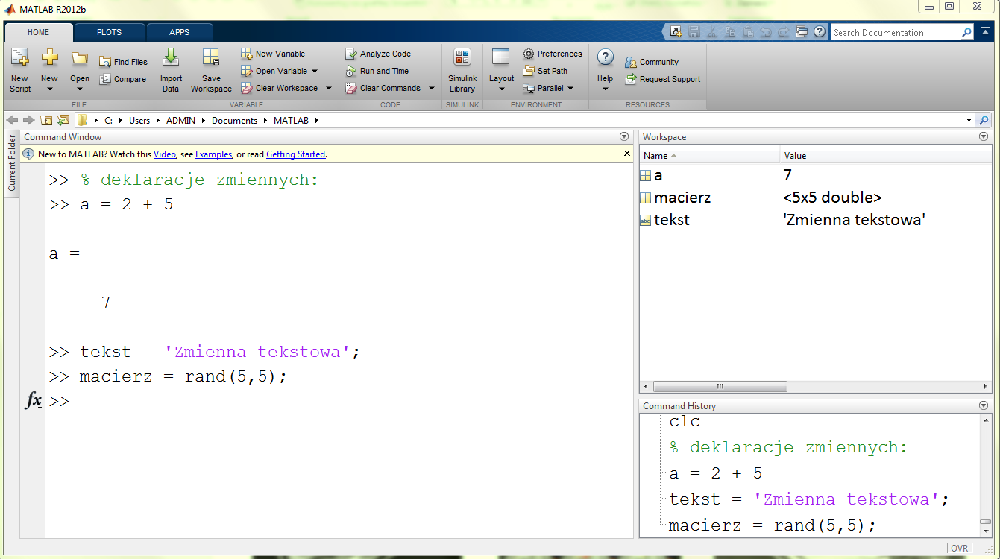 MATLAB R2012b
HOME PLOTS APPS
Search Documentation
New Script
New
Open
Find Files
Compare
FILE
Import Data
Save Workspace
New Variable
Open Variable
Clear Workspace
VARIABLE
Analyze Code
Run and Time
Clear Commands
CODE
Simulink Library
SIMULINK
Layout
Preferences
Set Path
Parallel
ENVIRONMENT
Help
Community
Request Support
RESOURCES
C: Users ADMIN Documents MATLAB
Current Folder
Command Window
New to MATLAB? Watch this Video, see Examples, or read Getting Started.
>> % deklaracje zmiennych:
>> a = 2 + 5
a =
7
>> tekst = 'Zmienna tekstowa';
>> macierz = rand(5,5);
fx >>
Workspace
Name Value
a 7
macierz <5x5 double>
abc tekst 'Zmienna tekstowa'
Command History
clc
% deklaracje zmiennych:
a = 2 + 5
tekst = 'Zmienna tekstowa';
macierz = rand(5,5);
OVR